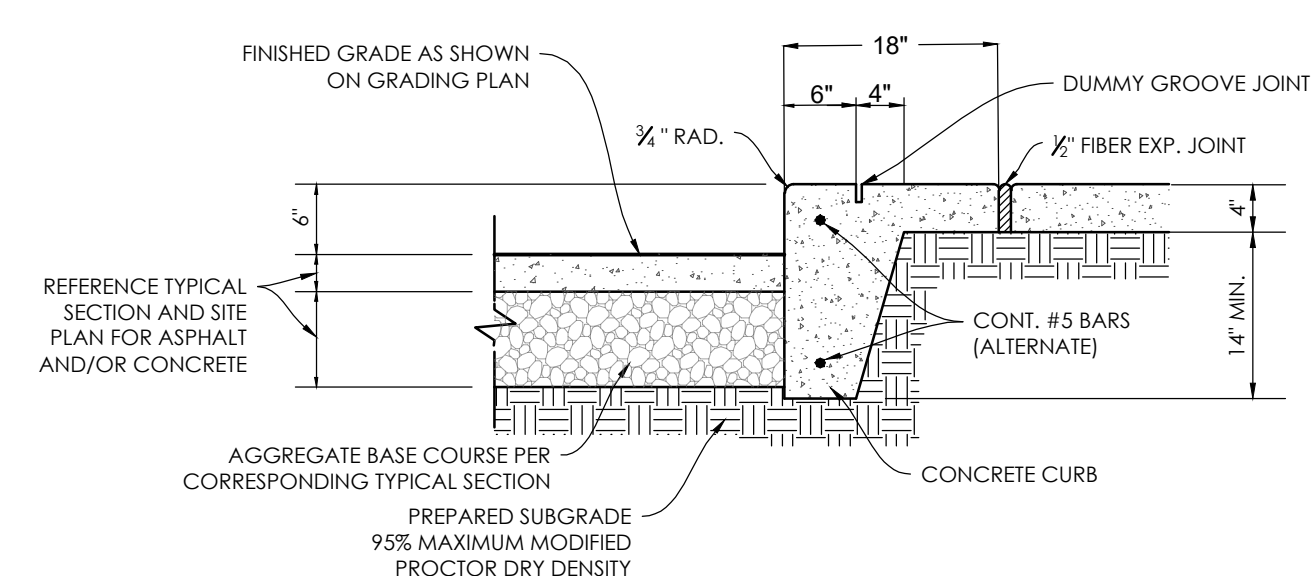 FINISHED GRADE AS SHOWN
ON GRADING PLAN
18"
6"
4"
DUMMY GROOVE JOINT
¾" RAD.
½" FIBER EXP. JOINT
6"
4"
REFERENCE TYPICAL
SECTION AND SITE
PLAN FOR ASPHALT
AND/OR CONCRETE
14" MIN.
CONT. #5 BARS
(ALTERNATE)
AGGREGATE BASE COURSE PER
CORRESPONDING TYPICAL SECTION
CONCRETE CURB
PREPARED SUBGRADE
95% MAXIMUM MODIFIED
PROCTOR DRY DENSITY